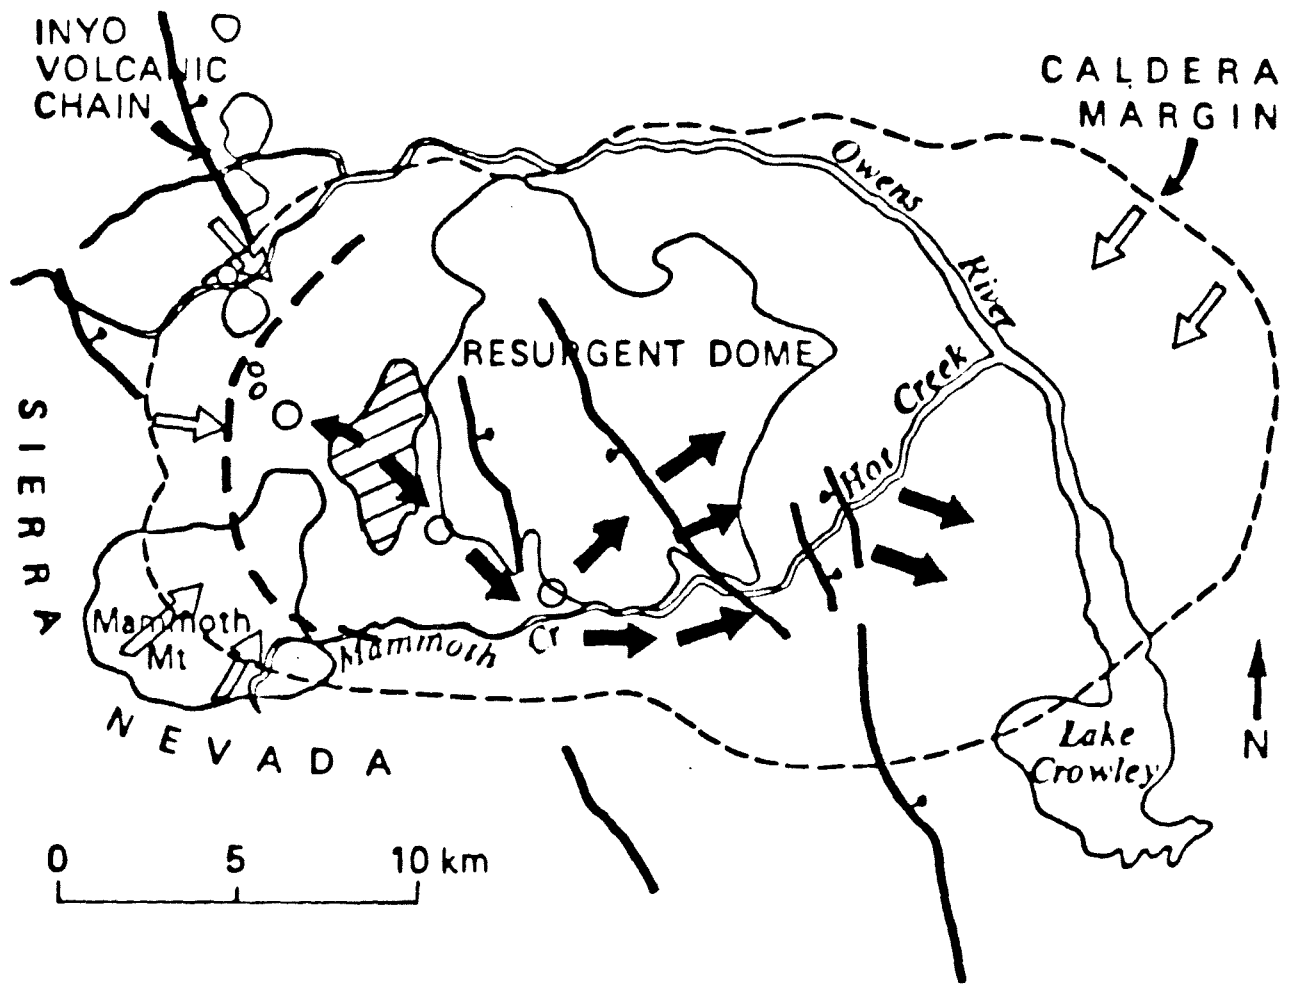 INYO
VOLCANIC
CHAIN
CALDERA
MARGIN
Owens
River
RESURGENT DOME
Hot
Creek
SIERRA
NEVADA
Mammoth
Mt
Mammoth
Cr
Lake
Crowley
N
0 5 10 km